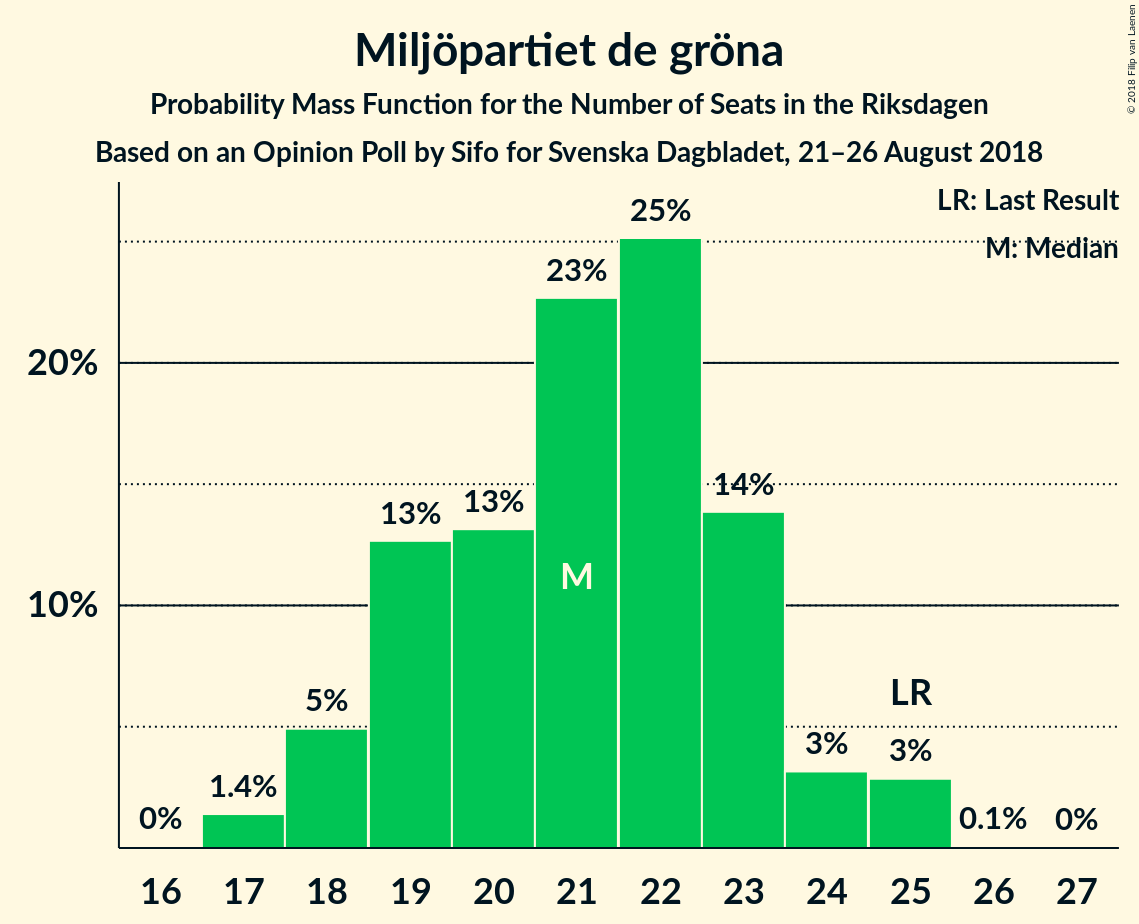 Miljöpartiet de gröna
Probability Mass Function for the Number of Seats in the Riksdagen
Based on an Opinion Poll by Sifo for Svenska Dagbladet, 21–26 August 2018
© 2018 Filip van Laenen
LR: Last Result
M: Median
20%
10%
0%
1.4%
5%
13%
13%
23%
25%
14%
3%
3%
0.1%
0%
M
LR
16 17 18 19 20 21 22 23 24 25 26 27